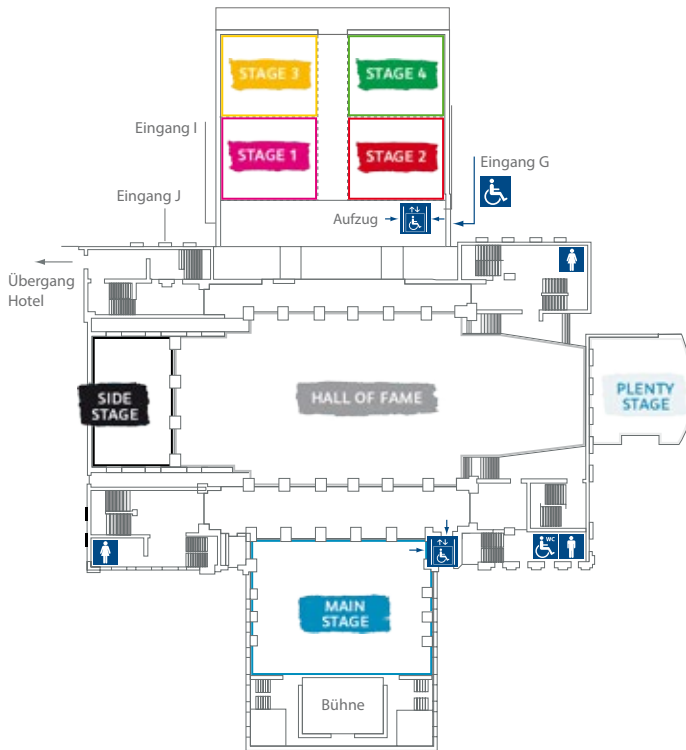 STAGE 3
STAGE 4
Eingang I
STAGE 1
STAGE 2
Eingang G
Eingang J
Aufzug
Übergang
Hotel
SIDE
STAGE
HALL OF FAME
PLENTY
STAGE
WC
MAIN
STAGE
Bühne